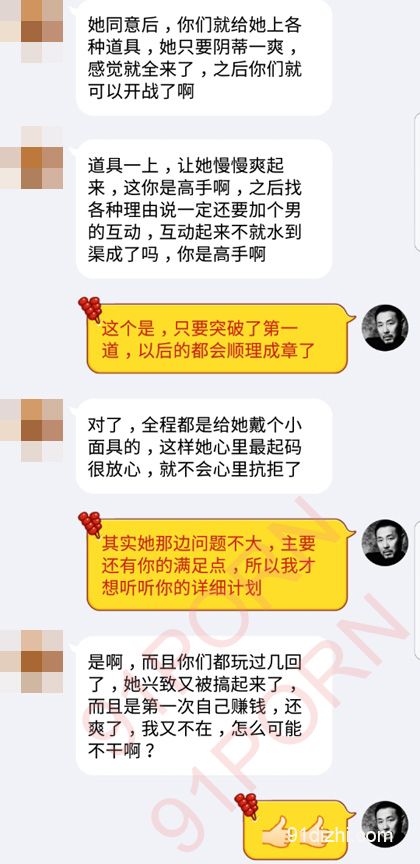 她同意后，你们就给她上各
种道具，她只要阴蒂一爽，
感觉就全来了，之后你们就
可以开战了啊
道具一上，让她慢慢爽起
来，这你是高手啊，之后找
各种理由说一定还要加个男
的互动，互动起来不就水到
渠成了吗，你是高手啊
这个是，只要突破了第一
道，以后的都会顺理成章了
对了，全程都是给她戴个小
面具的，这样她心里最起码
很放心，就不会心里抗拒了
其实她那边问题不大，主要
还有你的满足点，所以我才
想听听你的详细计划
是啊，而且你们都玩过几回
了，她兴致又被搞起来了，
而且是第一次自己赚钱，还
爽了，我又不在，怎么可能
不干啊？
91PORN
91PORN
91dizhi.com